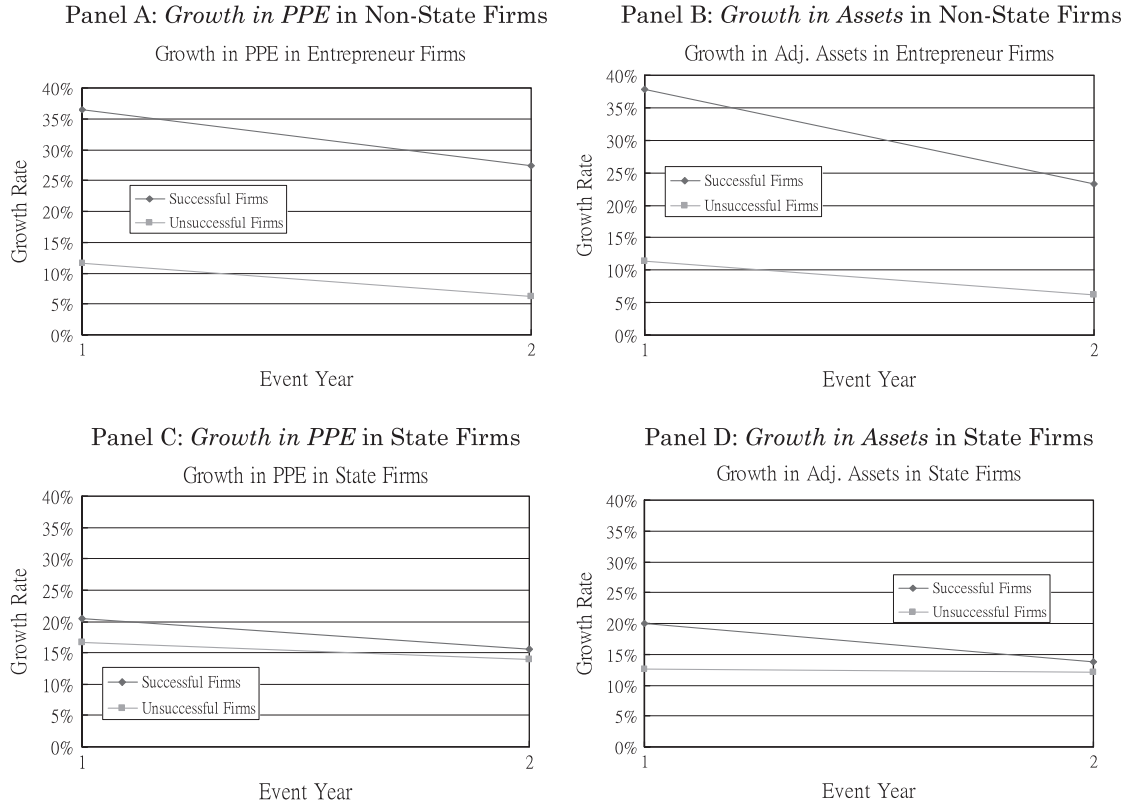 Panel A: Growth in PPE in Non-State Firms
Growth in PPE in Entrepreneur Firms
40%
35%
30%
25%
20%
15%
10%
5%
0%
Growth Rate
Successful Firms
Unsuccessful Firms
1
2
Event Year
Panel B: Growth in Assets in Non-State Firms
Growth in Adj. Assets in Entrepreneur Firms
40%
35%
30%
25%
20%
15%
10%
5%
0%
Growth Rate
Successful Firms
Unsuccessful Firms
1
2
Event Year
Panel C: Growth in PPE in State Firms
Growth in PPE in State Firms
40%
35%
30%
25%
20%
15%
10%
5%
0%
Growth Rate
Successful Firms
Unsuccessful Firms
1
2
Event Year
Panel D: Growth in Assets in State Firms
Growth in Adj. Assets in State Firms
40%
35%
30%
25%
20%
15%
10%
5%
0%
Growth Rate
Successful Firms
Unsuccessful Firms
1
2
Event Year